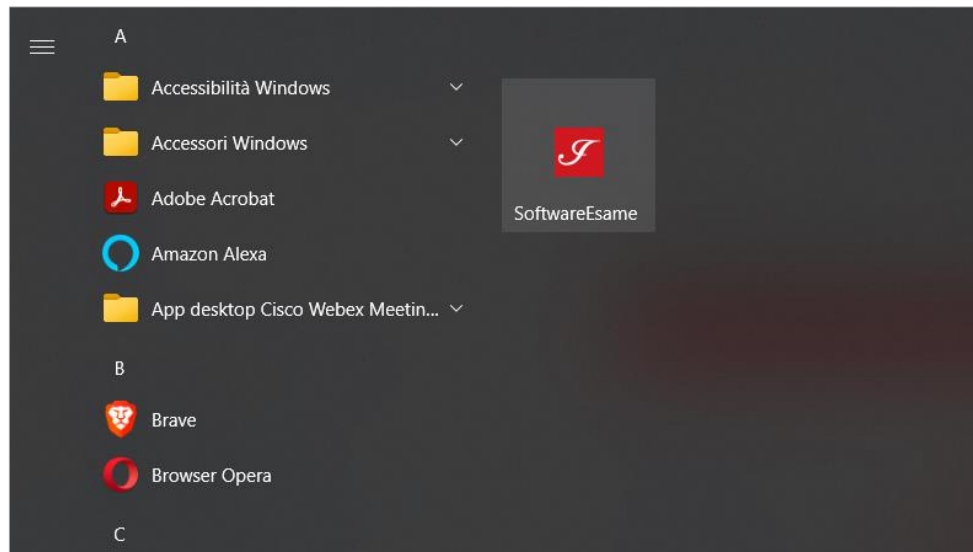 A
Accessibilità Windows
Accessori Windows
Adobe Acrobat
Amazon Alexa
App desktop Cisco Webex Meetin...
B
Brave
Browser Opera
C
SoftwareEsame